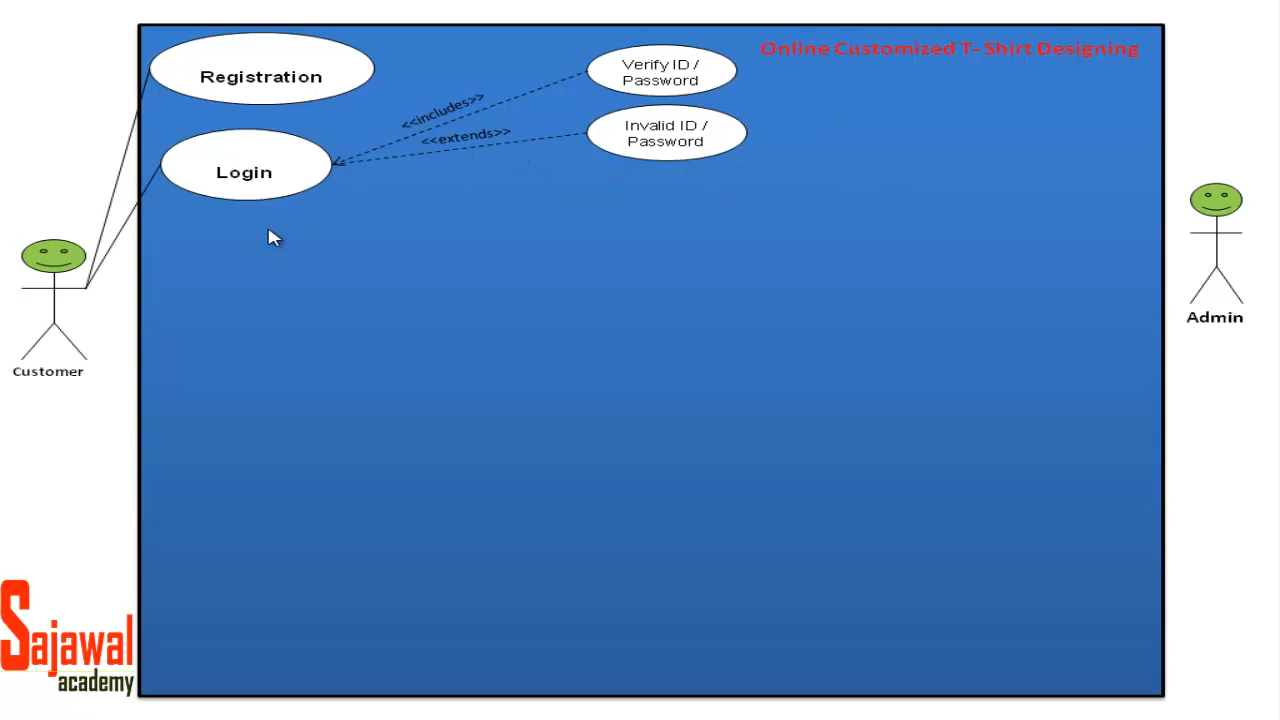 Online Customized T- Shirt Designing
Registration
Verify ID /
Password
<<includes>>
<<extends>>
Invalid ID /
Password
Login
Customer
Admin
Sajawal
academy